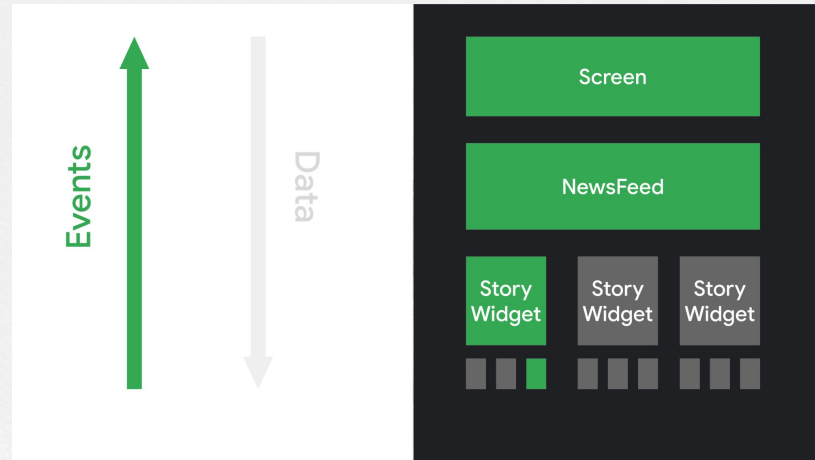 Events
Data
Screen
NewsFeed
Story
Widget
Story
Widget
Story
Widget